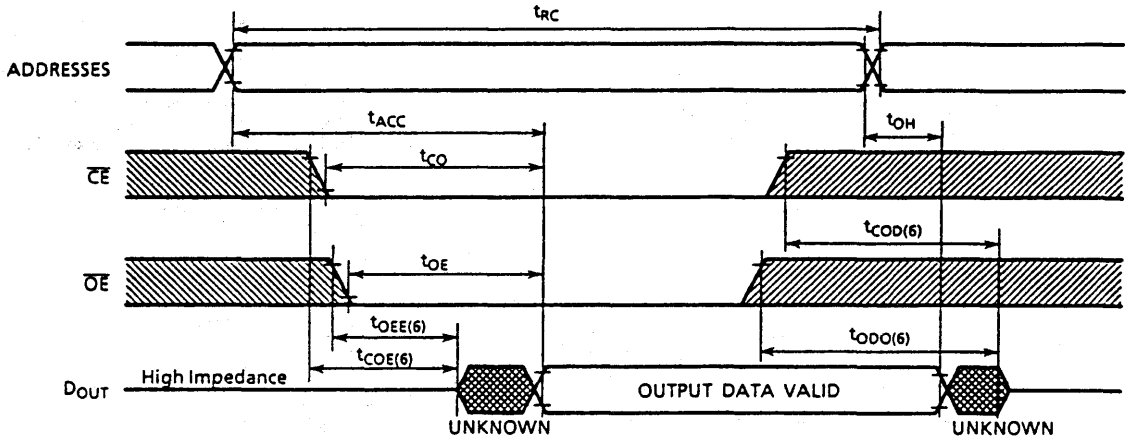 tRC
ADDRESSES
tACC
tOH
CE
tCO
tCOD(6)
OE
tOE
tOEE(6)
tODO(6)
tCOE(6)
DOUT
High Impedance
OUTPUT DATA VALID
UNKNOWN
UNKNOWN